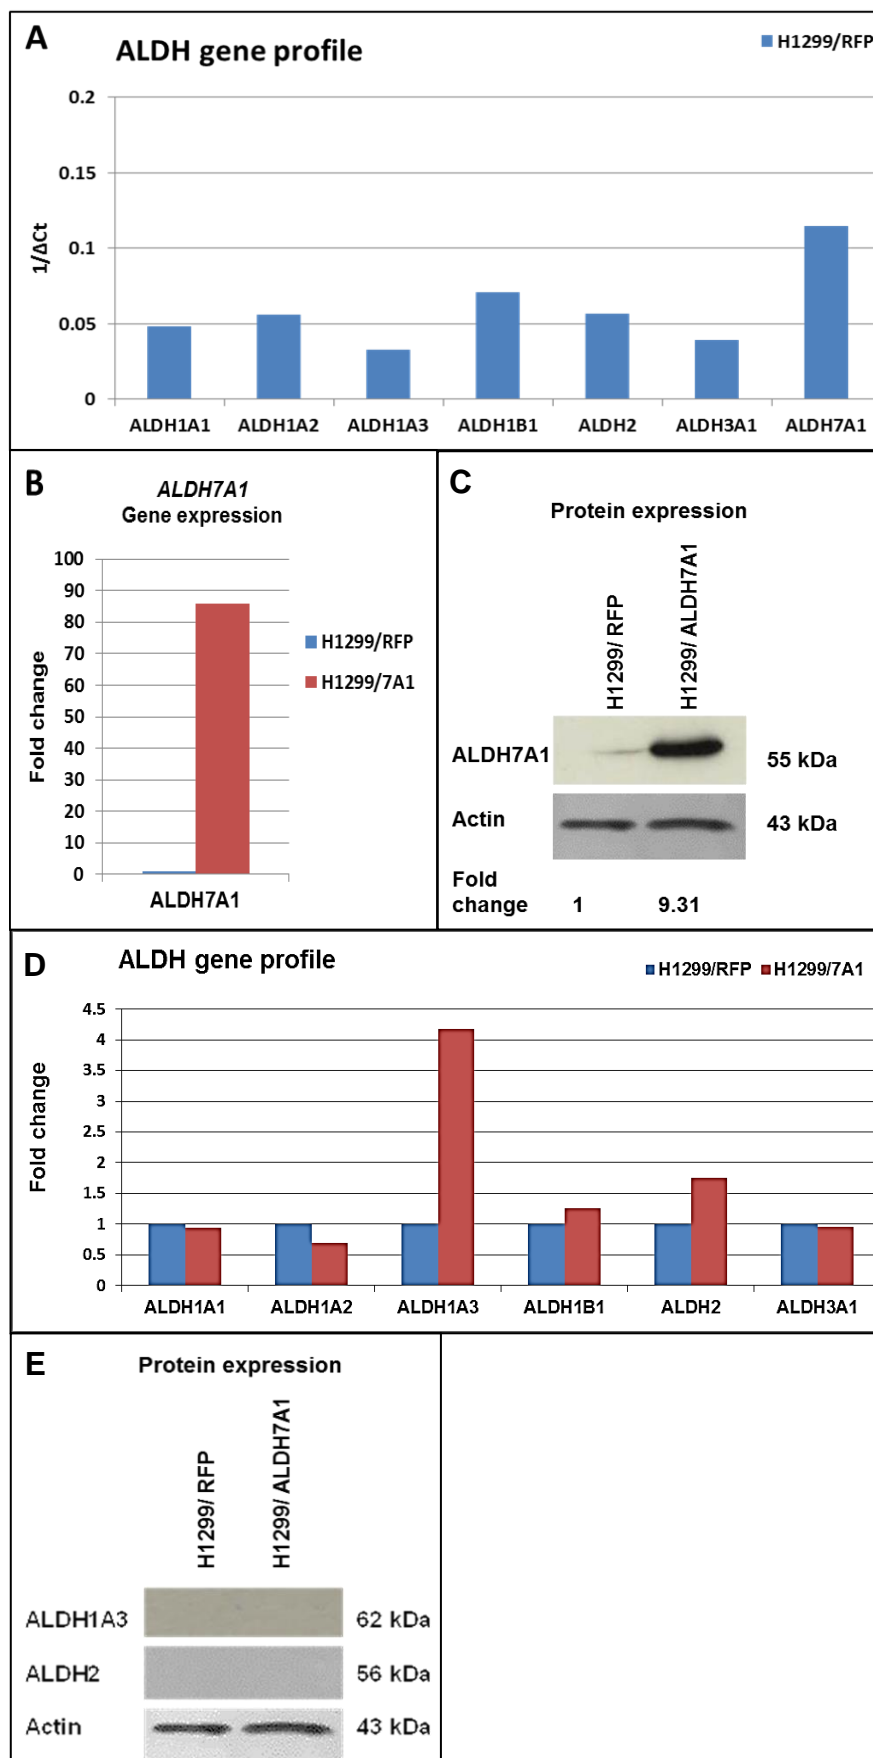 A
ALDH gene profile
H1299/RFP
0.2
0.15
0.1
0.05
0
1/ΔCt
ALDH1A1 ALDH1A2 ALDH1A3 ALDH1B1 ALDH2 ALDH3A1 ALDH7A1
B
ALDH7A1
Gene expression
100
90
80
70
60
50
40
30
20
10
0
Fold change
ALDH7A1
H1299/RFP
H1299/7A1
C
Protein expression
H1299/ RFP
H1299/ ALDH7A1
ALDH7A1 55 kDa
Actin 43 kDa
Fold
change 1 9.31
D
ALDH gene profile
H1299/RFP H1299/7A1
4.5
4
3.5
3
2.5
2
1.5
1
0.5
0
Fold change
ALDH1A1 ALDH1A2 ALDH1A3 ALDH1B1 ALDH2 ALDH3A1
E
Protein expression
H1299/ RFP
H1299/ ALDH7A1
ALDH1A3 62 kDa
ALDH2 56 kDa
Actin 43 kDa